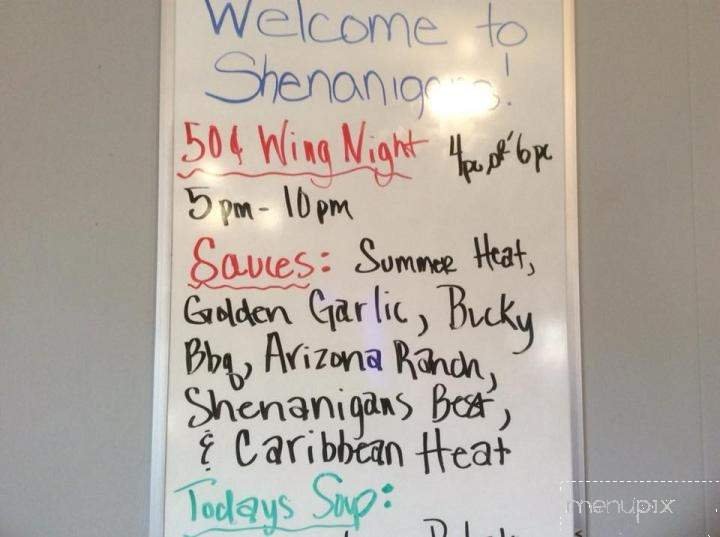 Welcome to
Shenanigans!
50¢ Wing Night 4pc or 6pc
5pm - 10pm
Sauces: Summer Heat,
Golden Garlic, Bucky
Bbq, Arizona Ranch,
Shenanigans Best,
& Caribbean Heat
Todays Soup:
menupix